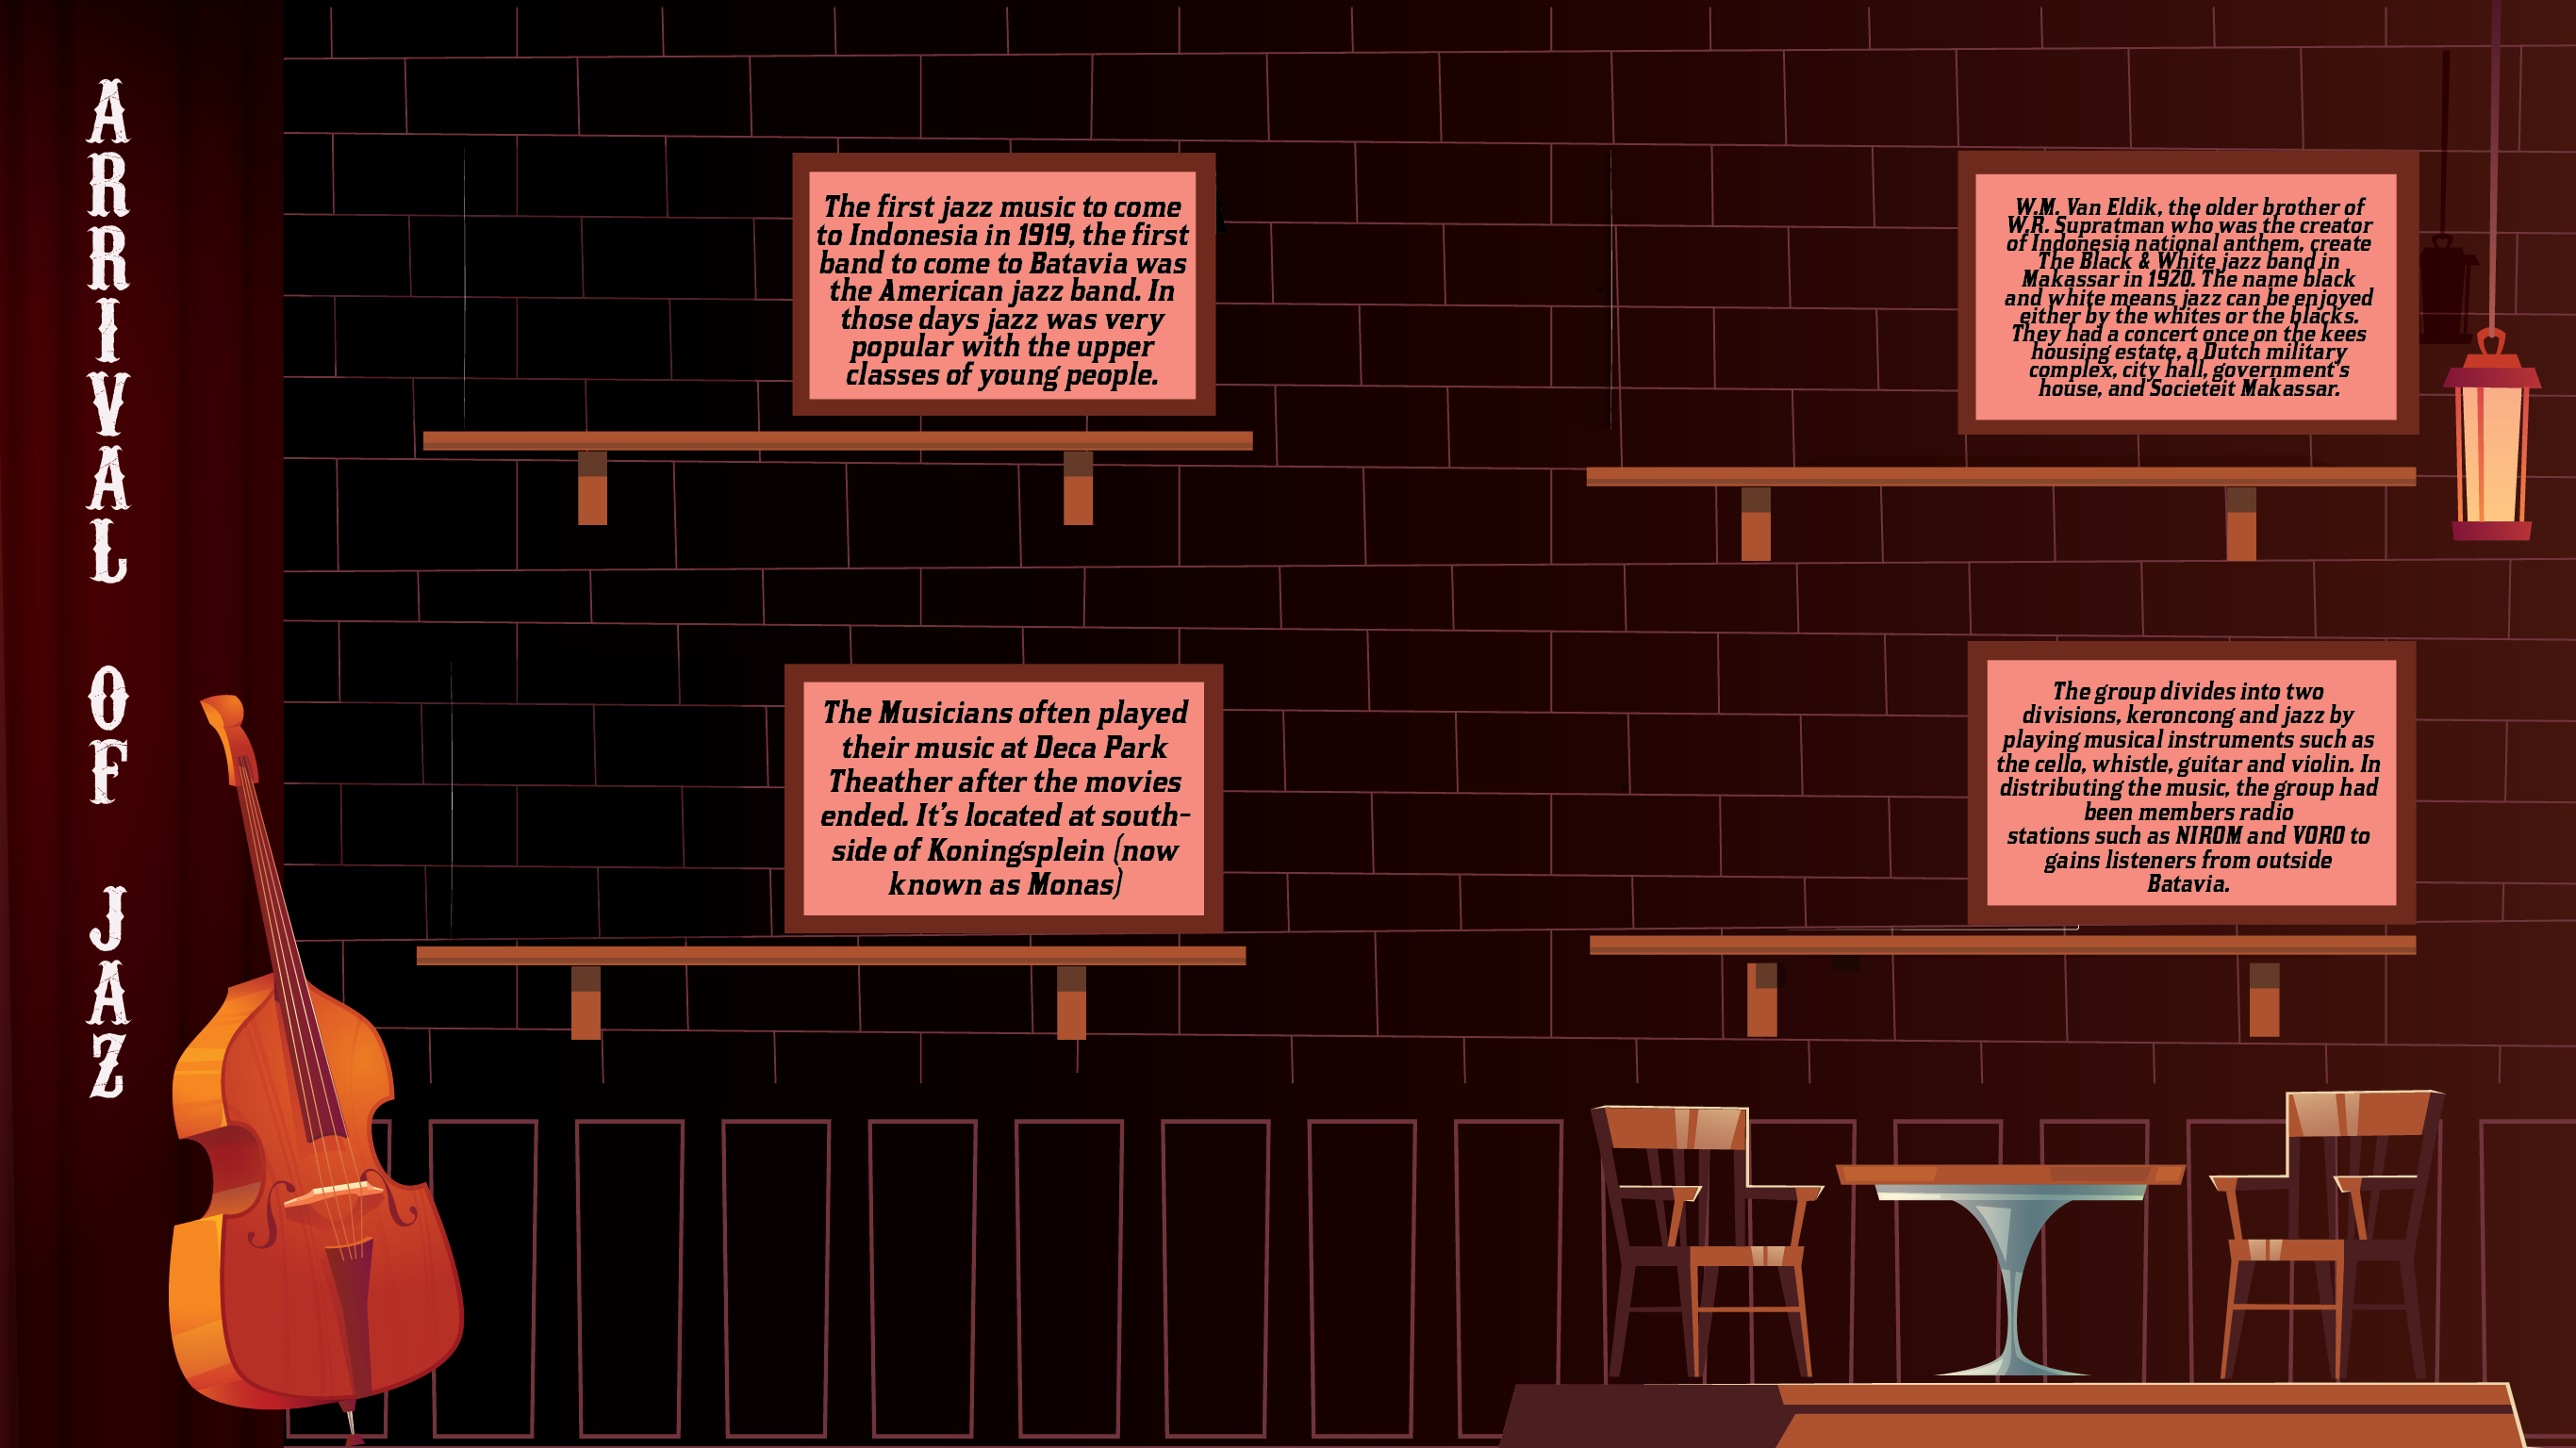 ARRIVAL OF JAZZ
The first jazz music to come
to Indonesia in 1919, the first
band to come to Batavia was
the American jazz band. In
those days jazz was very
popular with the upper
classes of young people.
W.M. Van Eldik, the older brother of
W.R. Supratman who was the creator
of Indonesia national anthem, create
The Black & White jazz band in
Makassar in 1920. The name black
and white means jazz can be enjoyed
either by the whites or the blacks.
They had a concert once on the kees
housing estate, a Dutch military
complex, city hall, government's
house, and Societeit Makassar.
The Musicians often played
their music at Deca Park
Theather after the movies
ended. It's located at south-
side of Koningsplein (now
known as Monas)
The group divides into two
divisions, keroncong and jazz by
playing musical instruments such as
the cello, whistle, guitar and violin. In
distributing the music, the group had
been members radio
stations such as NIROM and VORO to
gains listeners from outside
Batavia.